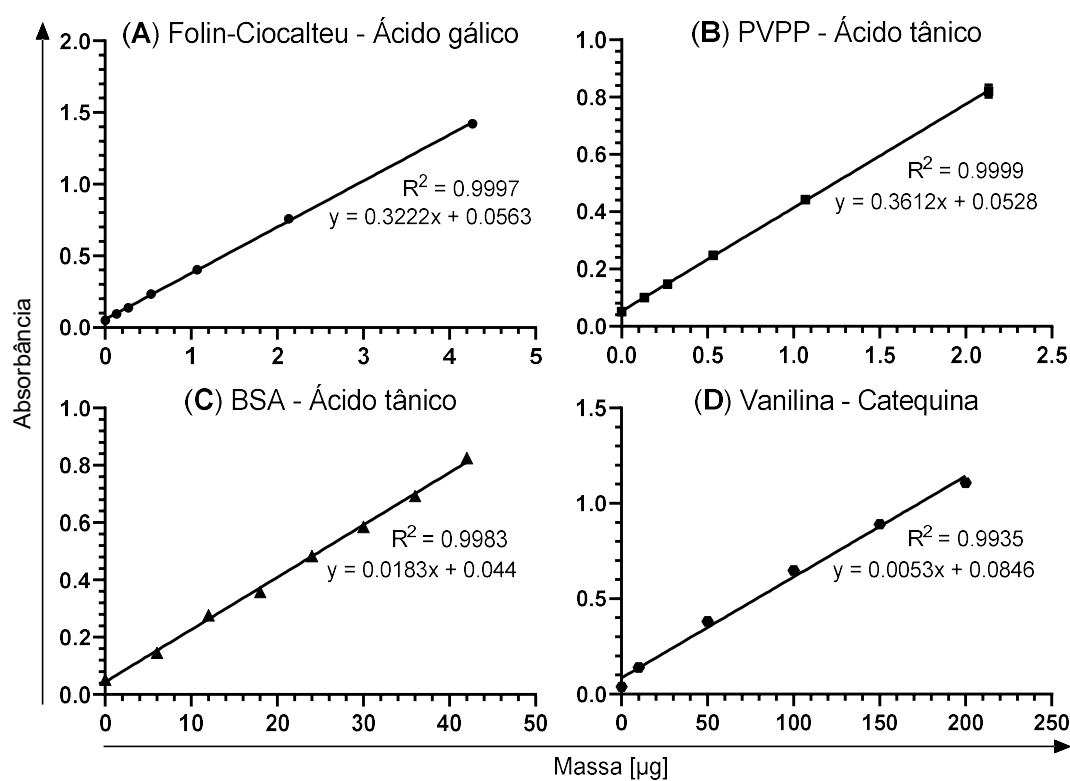 (A) Folin-Ciocalteu - Ácido gálico
2.0
1.5
1.0
0.5
0.0
R² = 0.9997
y = 0.3222x + 0.0563
0 1 2 3 4 5
(B) PVPP - Ácido tânico
1.0
0.8
0.6
0.4
0.2
0.0
R² = 0.9999
y = 0.3612x + 0.0528
0.0 0.5 1.0 1.5 2.0 2.5
Absorbância
(C) BSA - Ácido tânico
1.0
0.8
0.6
0.4
0.2
0.0
R² = 0.9983
y = 0.0183x + 0.044
0 10 20 30 40 50
(D) Vanilina - Catequina
1.5
1.0
0.5
0.0
R² = 0.9935
y = 0.0053x + 0.0846
0 50 100 150 200 250
Massa [µg]